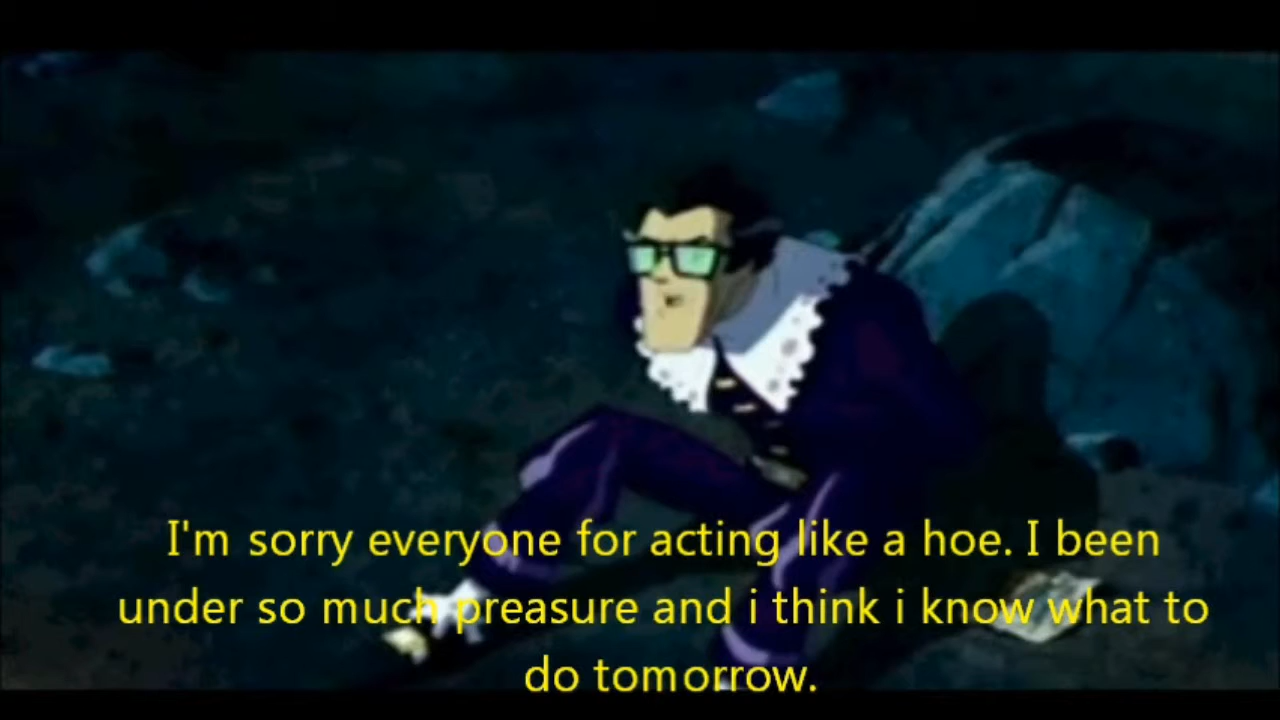 I'm sorry everyone for acting like a hoe. I been
under so much preasure and i think i know what to
do tomorrow.